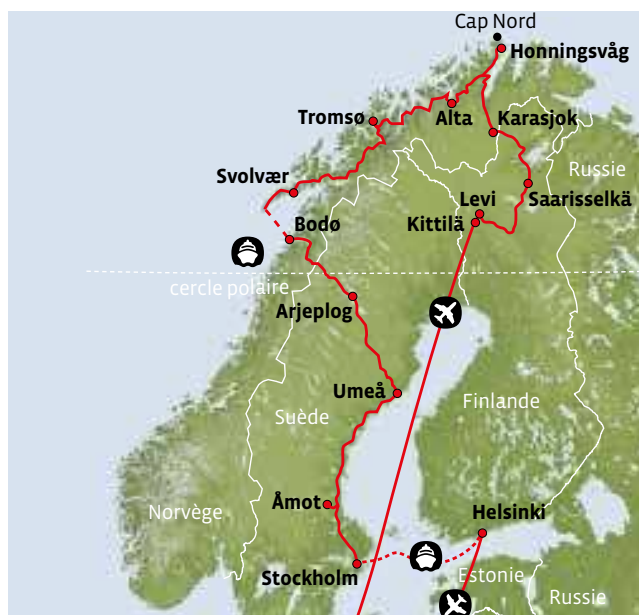 Cap Nord
Honningsvåg
Tromsø
Alta
Karasjok
Russie
Svolvær
Levi
Saarisselkä
Kittilä
Bodø
cercle polaire
Arjeplog
Umeå
Finlande
Suède
Åmot
Norvège
Helsinki
Stockholm
Estonie
Russie